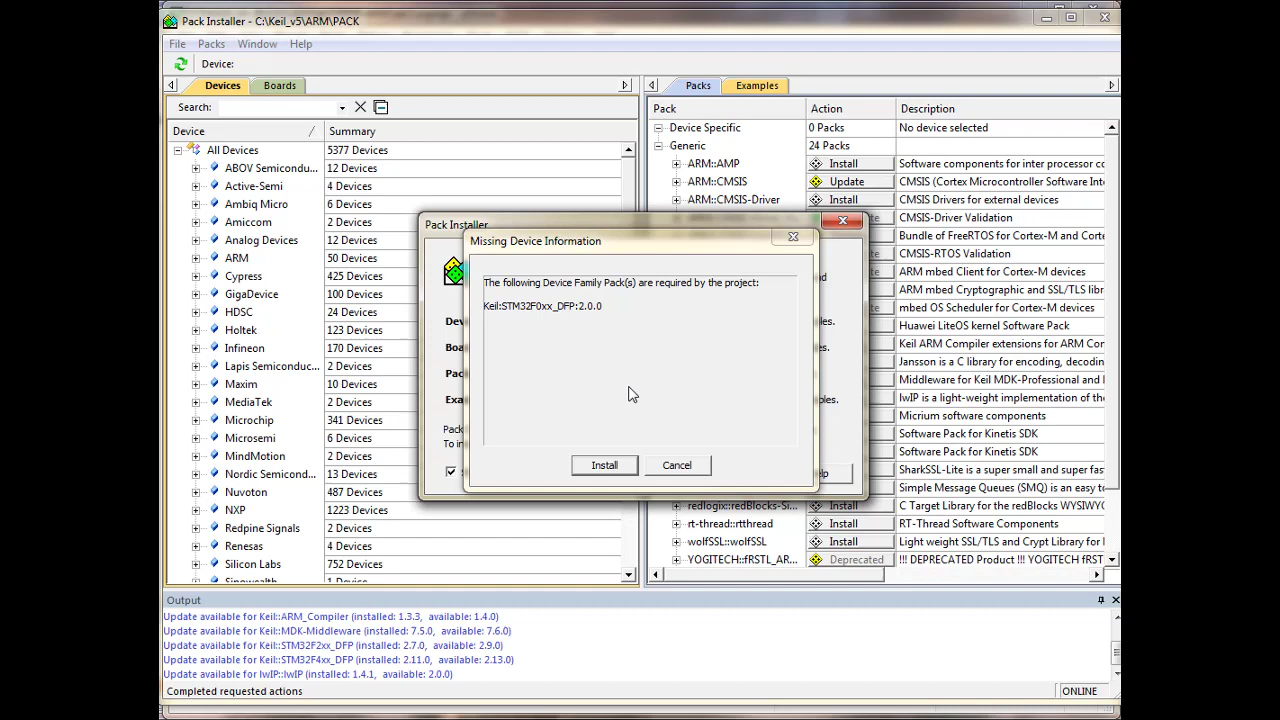 Pack Installer - C:\Keil_v5\ARM\PACK
File Packs Window Help
Device:
Devices Boards
Search:
Device Summary
All Devices 5377 Devices
ABOV Semiconduc... 12 Devices
Active-Semi 4 Devices
Ambiq Micro 6 Devices
Amiccom 2 Devices
Analog Devices 12 Devices
ARM 50 Devices
Cypress 425 Devices
GigaDevice 100 Devices
HDSC 24 Devices
Holtek 123 Devices
Infineon 170 Devices
Lapis Semiconduc... 2 Devices
Maxim 10 Devices
MediaTek 2 Devices
Microchip 341 Devices
Microsemi 6 Devices
MindMotion 22 Devices
Nordic Semicond... 13 Devices
Nuvoton 487 Devices
NXP 1223 Devices
Redpine Signals 2 Devices
Renesas 4 Devices
Silicon Labs 752 Devices
Sinowealth 1 Device
Packs Examples
Pack Action Description
Device Specific 0 Packs No device selected
Generic 24 Packs
ARM::AMP Install Software components for inter processor co
ARM::CMSIS Update CMSIS (Cortex Microcontroller Software Int
ARM::CMSIS-Driver Install CMSIS Drivers for external devices
CMSIS-Driver Validation
Bundle of FreeRTOS for Cortex-M and Cortex
CMSIS-RTOS Validation
ARM mbed Client for Cortex-M devices
ARM mbed Cryptographic and SSL/TLS libr
mbed OS Scheduler for Cortex-M devices
Huawei LiteOS kernel Software Pack
Keil ARM Compiler extensions for ARM Com
Jansson is a C library for encoding, decodin
Middleware for Keil MDK-Professional and
lwIP is a light-weight implementation of the
Micrium software components
Software Pack for Kinetis SDK
Software Pack for Kinetis SDK
SharkSSL-Lite is a super small and super fas
Simple Message Queues (SMQ) is an easy t
redlogix::redBlocks-Si... Install C Target Library for the redBlocks WYSIWY
rt-thread::rtthread Install RT-Thread Software Components
wolfSSL::wolfSSL Install Light weight SSL/TLS and Crypt Library for
YOGITECH::fRSTL_AR... Deprecated !!! DEPRECATED Product !!! YOGITECH fRST
Pack Installer
Missing Device Information
The following Device Family Pack(s) are required by the project:
Keil:STM32F0xx_DFP:2.0.0
Install Cancel
Output
Update available for Keil::ARM_Compiler (installed: 1.3.3, available: 1.4.0)
Update available for Keil::MDK-Middleware (installed: 7.5.0, available: 7.6.0)
Update available for Keil::STM32F2xx_DFP (installed: 2.7.0, available: 2.9.0)
Update available for Keil::STM32F4xx_DFP (installed: 2.11.0, available: 2.13.0)
Update available for lwIP::lwIP (installed: 1.4.1, available: 2.0.0)
Completed requested actions ONLINE